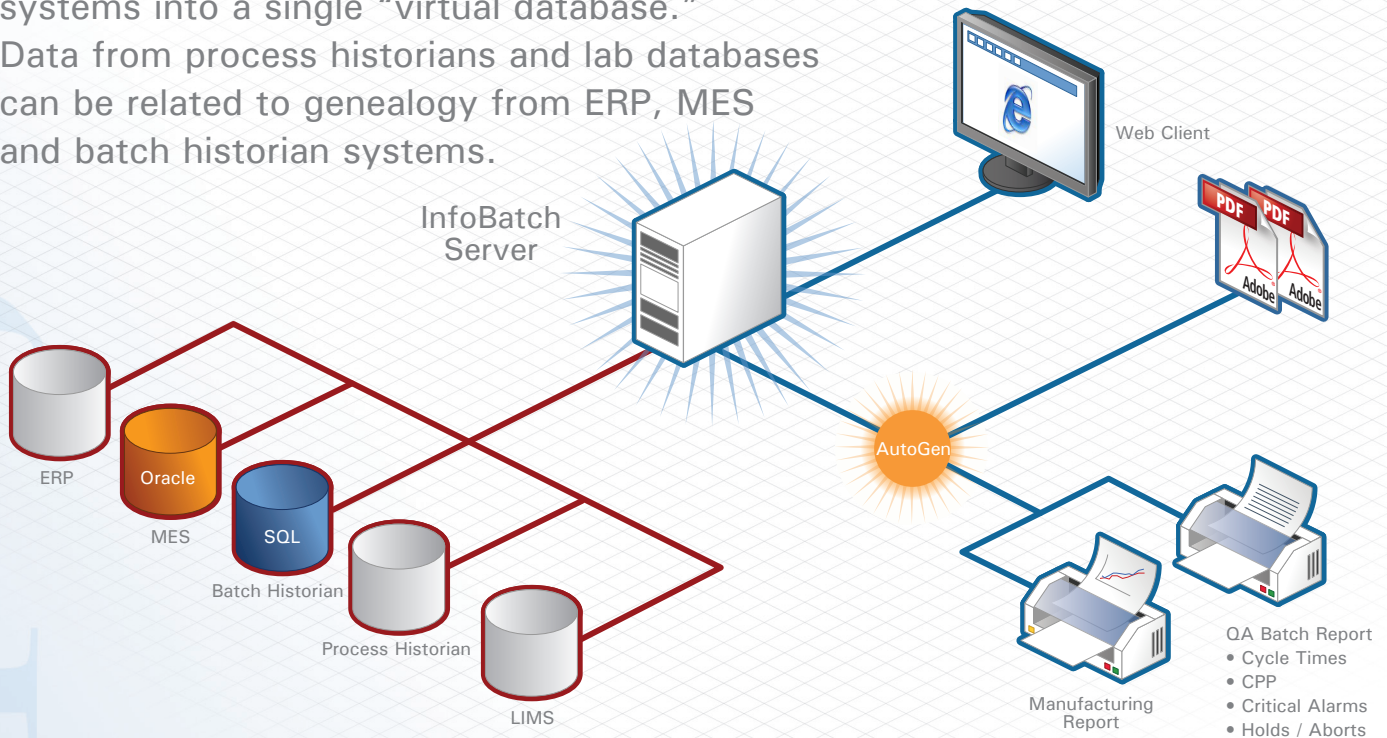 systems into a single “virtual database.”
Data from process historians and lab databases
can be related to genealogy from ERP, MES
and batch historian systems.
Web Client
InfoBatch
Server
PDF
PDF
Adobe
Adobe
AutoGen
ERP
Oracle
MES
SQL
Batch Historian
Process Historian
LIMS
Manufacturing
Report
QA Batch Report
• Cycle Times
• CPP
• Critical Alarms
• Holds / Aborts